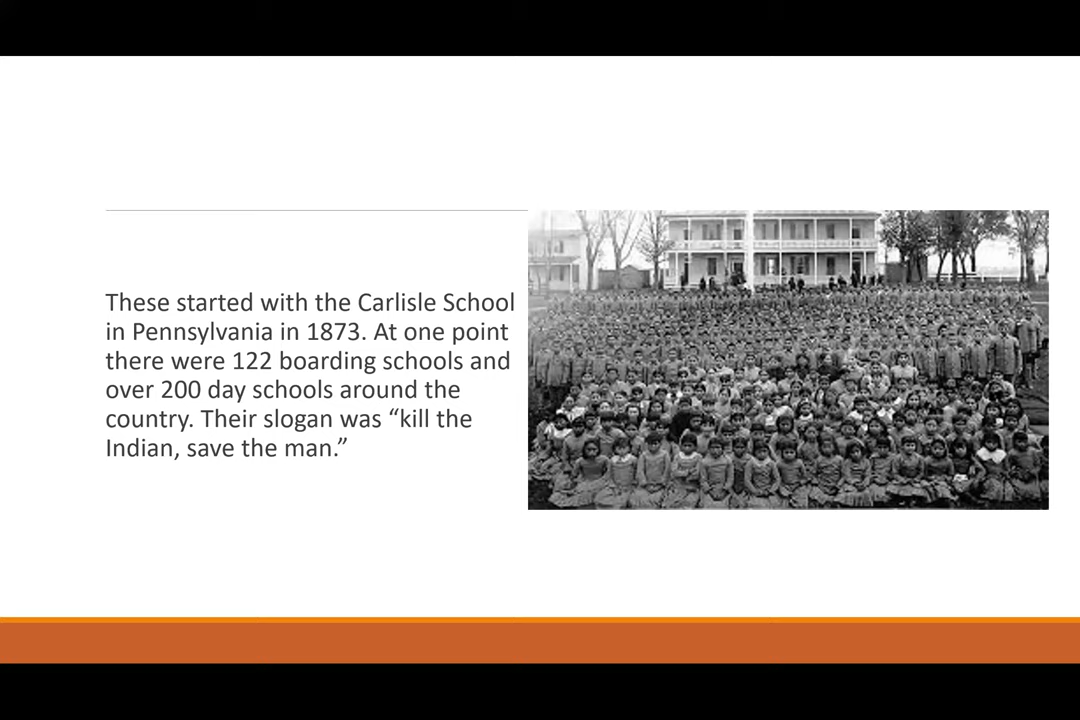 These started with the Carlisle School
in Pennsylvania in 1873. At one point
there were 122 boarding schools and
over 200 day schools around the
country. Their slogan was “kill the
Indian, save the man.”